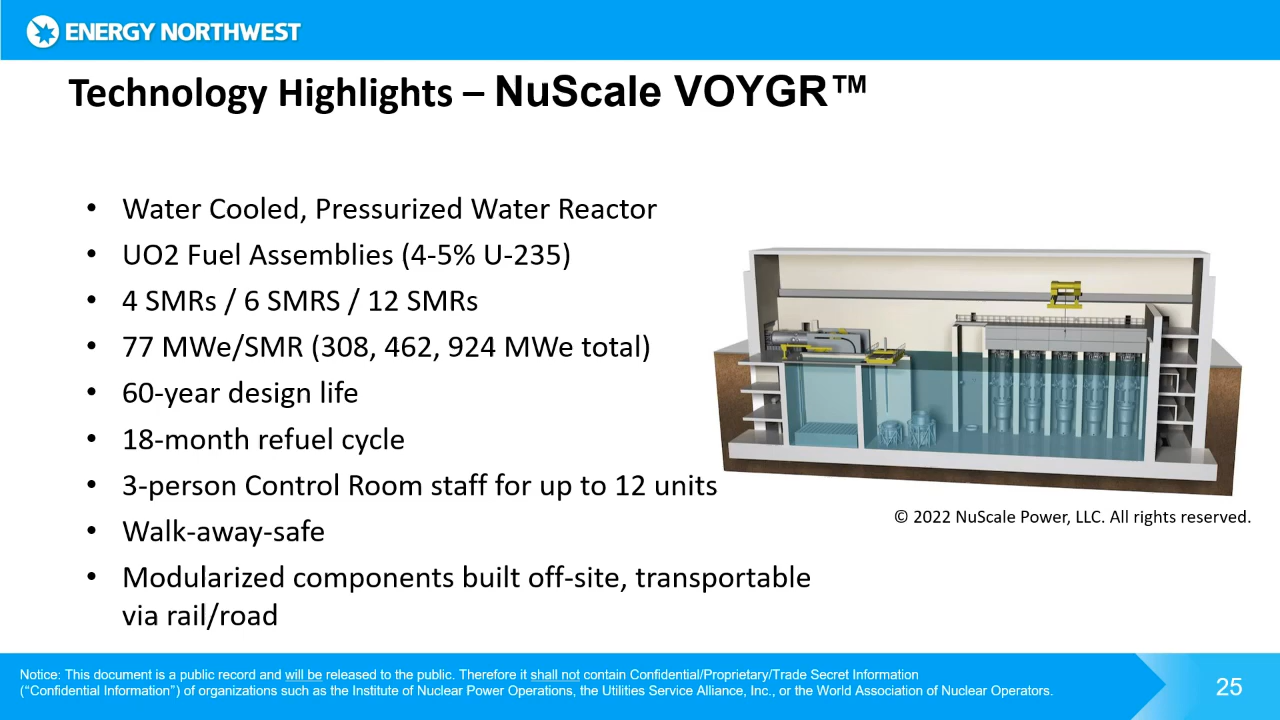 ENERGY NORTHWEST
Technology Highlights – NuScale VOYGR™
• Water Cooled, Pressurized Water Reactor
• UO2 Fuel Assemblies (4-5% U-235)
• 4 SMRs / 6 SMRS / 12 SMRs
• 77 MWe/SMR (308, 462, 924 MWe total)
• 60-year design life
• 18-month refuel cycle
• 3-person Control Room staff for up to 12 units
• Walk-away-safe
• Modularized components built off-site, transportable
via rail/road
© 2022 NuScale Power, LLC. All rights reserved.
Notice: This document is a public record and will be released to the public. Therefore it shall not contain Confidential/Proprietary/Trade Secret Information
(“Confidential Information”) of organizations such as the Institute of Nuclear Power Operations, the Utilities Service Alliance, Inc., or the World Association of Nuclear Operators.
25